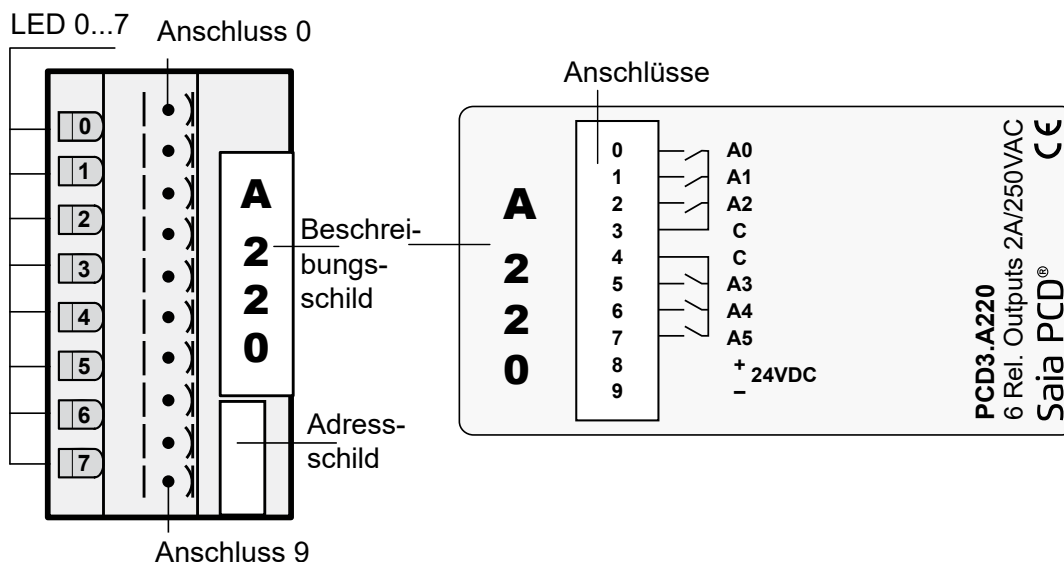 LED 0...7
Anschluss 0
0
1
2
3
4
5
6
7
A
2
2
0
Beschrei-
bungs-
schild
Adress-
schild
Anschluss 9
Anschlüsse
A
2
2
0
0 A0
1 A1
2 A2
3 C
4 C
5 A3
6 A4
7 A5
8 +
9 –
24VDC
PCD3.A220
6 Rel. Outputs 2A/250VAC
Saia PCD®
CE